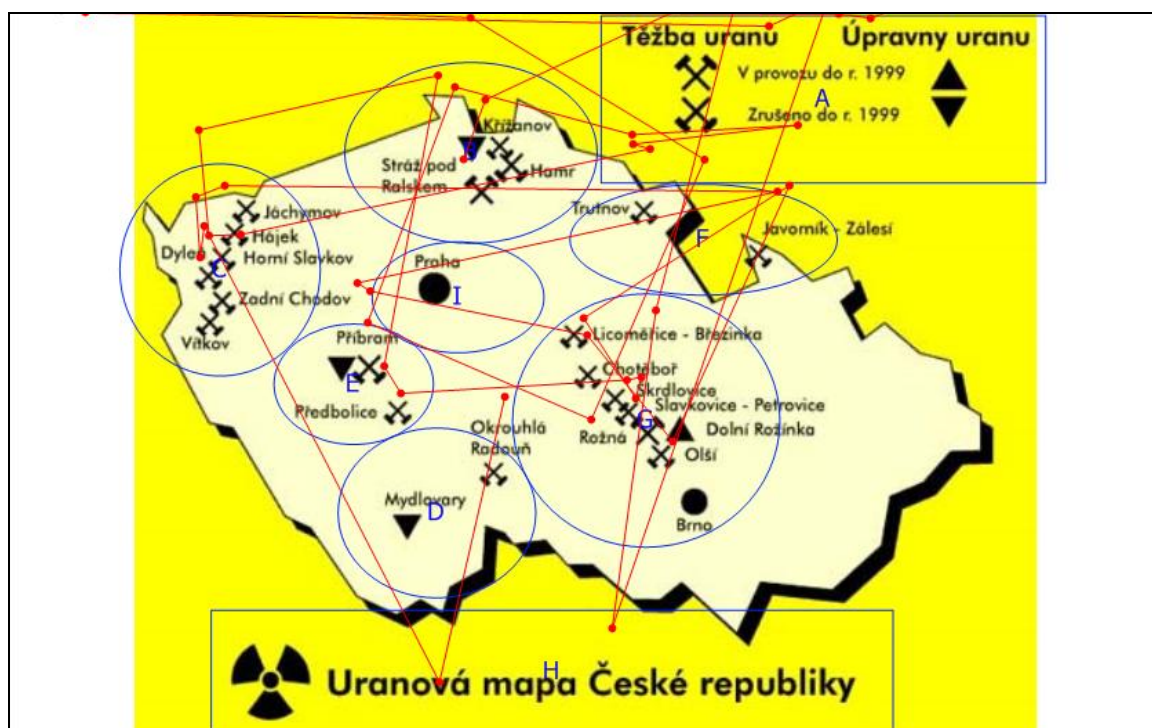 Těžba uranu
Úpravny uranu
V provozu do r. 1999
A
Zrušeno do r. 1999
Křižanov
Stráž pod
Ralskem
Hamr
Jáchymov
Hájek
Horní Slavkov
Dyleň
C
Zadní Chodov
Vítkov
Trutnov
F
Javorník - Zálesí
Praha
I
Příbram
E
Předbolice
Licoměřice - Březinka
Chotěboř
Skrdlovice
Slavkovice - Petrovice
G
Rožná
Dolní Rožínka
Olší
Brno
Okrouhlá
Radouň
Mydlovary
D
H
Uranová mapa České republiky